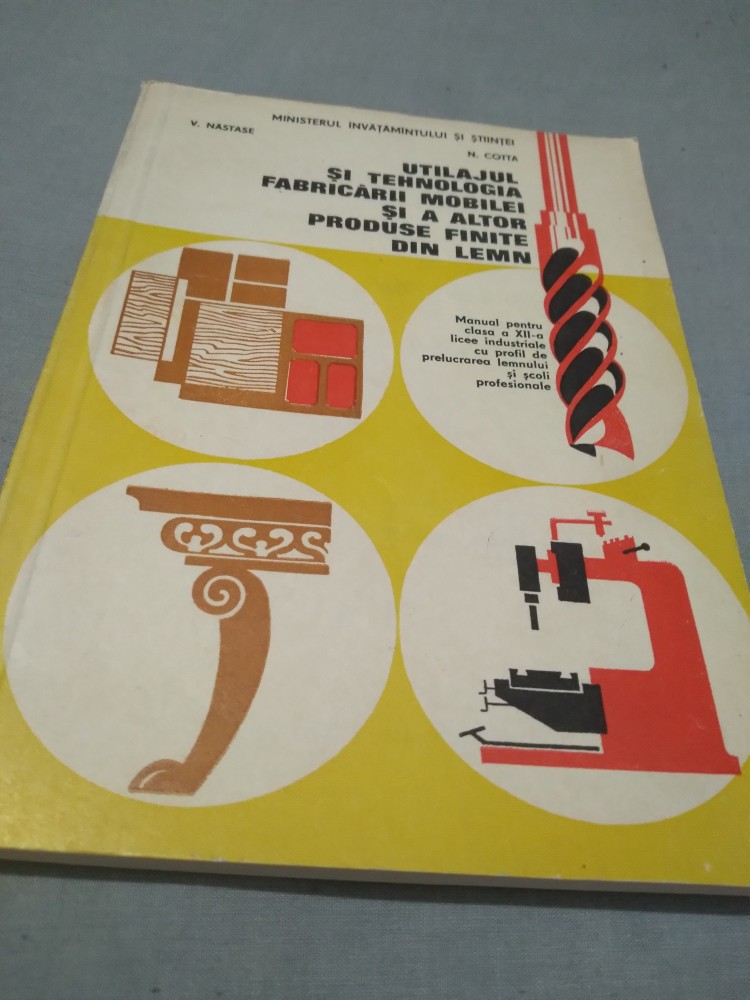 MINISTERUL ÎNVĂȚĂMÎNTULUI ȘI ȘTIINȚEI
V. NĂSTASE
N. COTTA
UTILAJUL
ȘI TEHNOLOGIA
FABRICĂRII MOBILEI
ȘI A ALTOR
PRODUSE FINITE
DIN LEMN
Manual pentru
clasa a XII-a
licee industriale
cu profil de
prelucrarea lemnului
și școli
profesionale